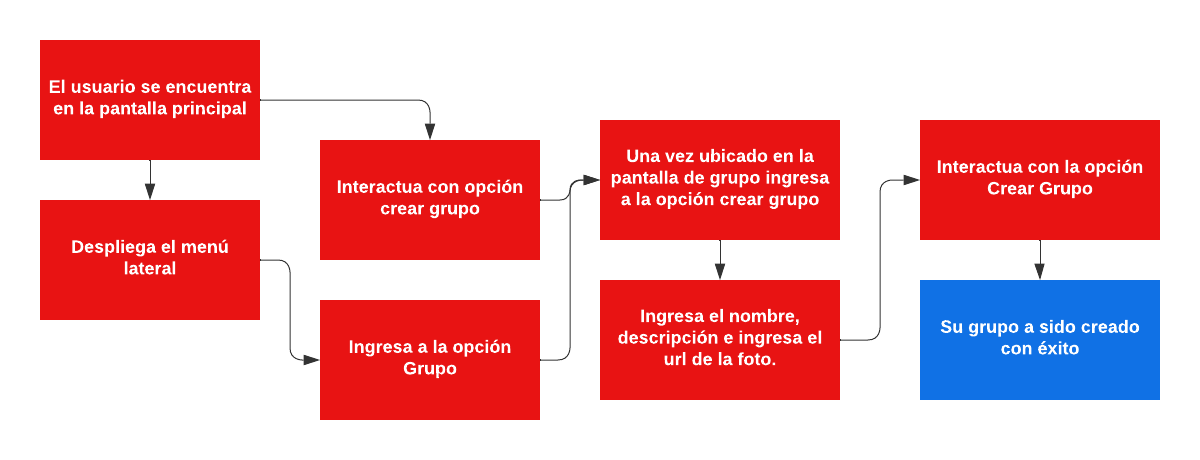 El usuario se encuentra
en la pantalla principal
Despliega el menú
lateral
Interactua con opción
crear grupo
Ingresa a la opción
Grupo
Una vez ubicado en la
pantalla de grupo ingresa
a la opción crear grupo
Ingresa el nombre,
descripción e ingresa el
url de la foto.
Interactua con la opción
Crear Grupo
Su grupo a sido creado
con éxito